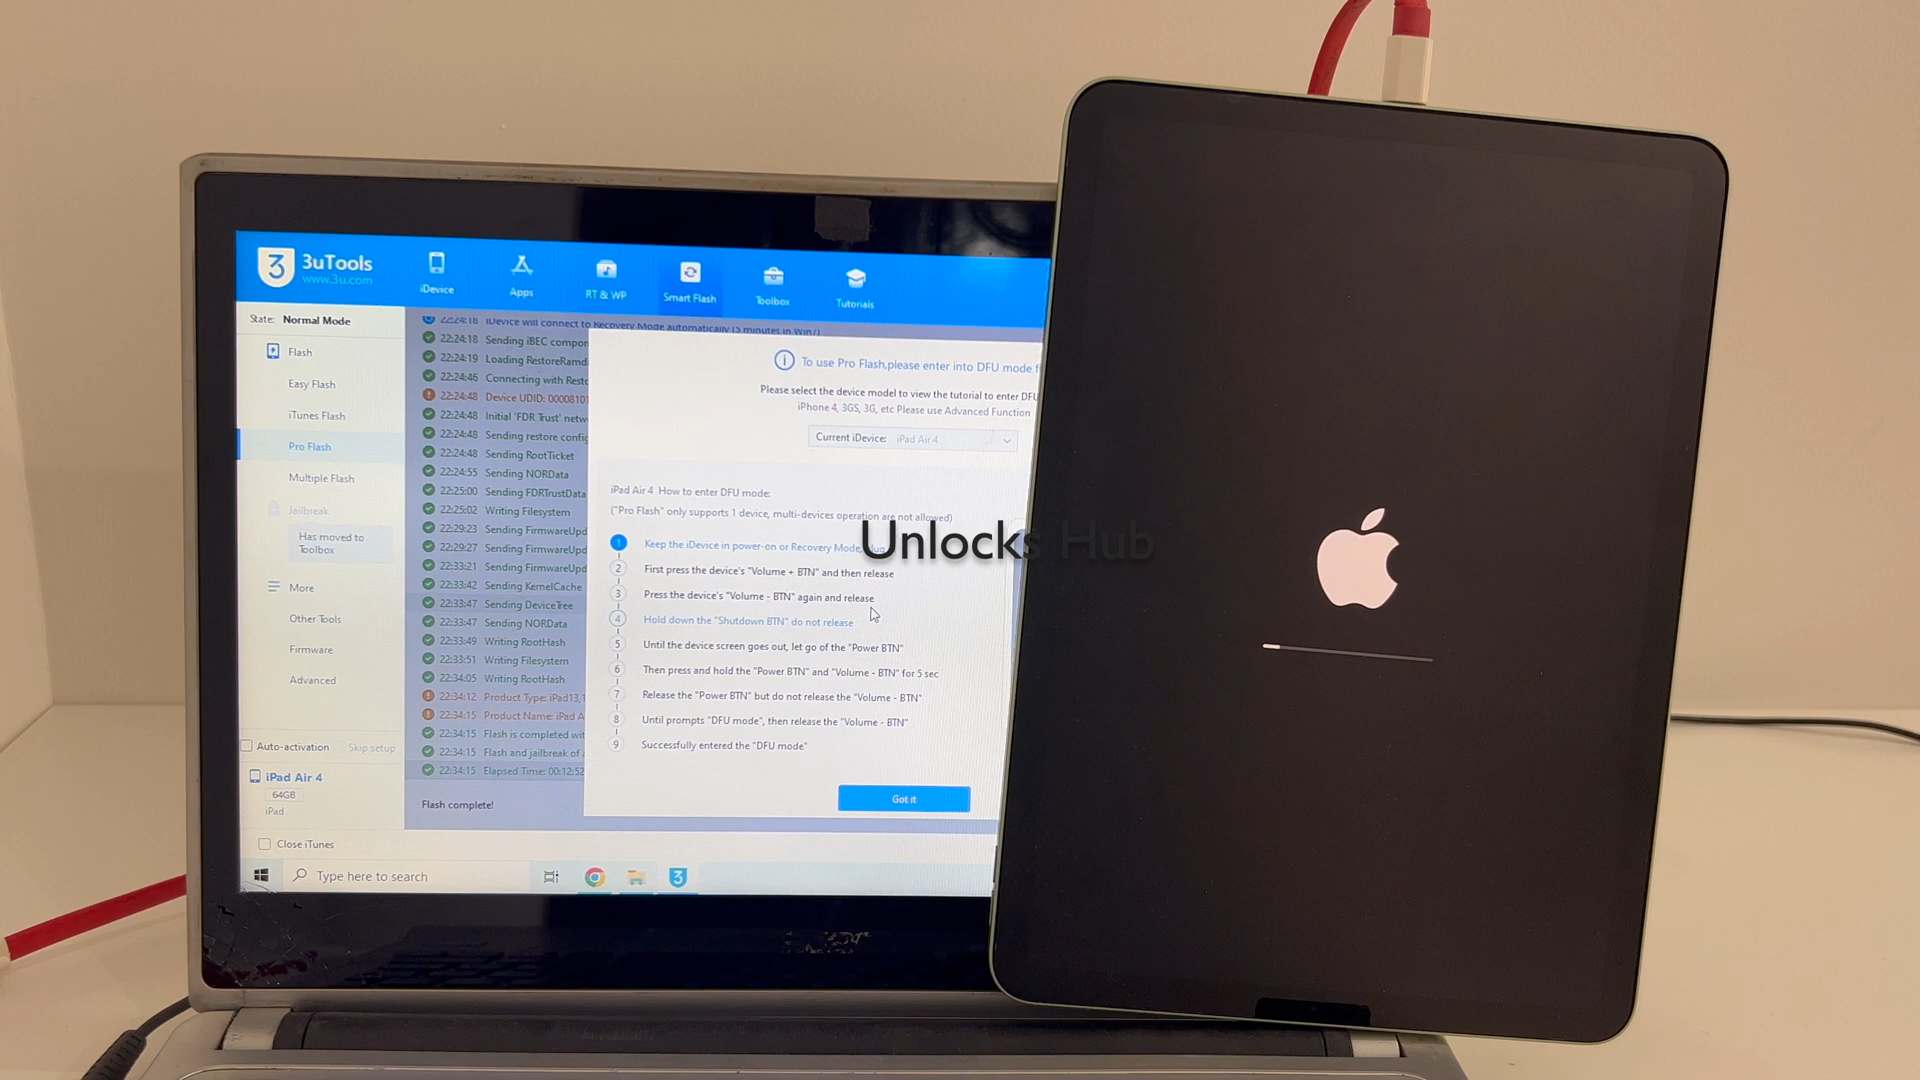 3
3uTools
www.3u.com
iDevice
Apps
RT & WP
Smart Flash
Toolbox
Tutorials
State: Normal Mode
Flash
Easy Flash
iTunes Flash
Pro Flash
Multiple Flash
Jailbreak
Has moved to
Toolbox
More
Other Tools
Firmware
Advanced
Auto-activation Skip setup
iPad Air 4
64GB
iPad
Close iTunes
22:24:18 iDevice will connect to Recovery Mode automatically (5 minutes in Win7)
22:24:18 Sending iBEC
22:24:19 Loading
22:24:46 Connecting with
22:24:48 Device UDID:
22:24:48 Initial 'FDR Trust'
22:24:48 Sending restore
22:24:48 Sending RootTicket
22:24:55 Sending NORData
22:25:00 Sending FDRTrustData
22:25:02 Writing Filesystem
22:29:23 Sending FirmwareUpd
22:29:27 Sending FirmwareUpd
22:33:21 Sending FirmwareUpd
22:33:42 Sending KernelCache
22:33:47 Sending DeviceTree
22:33:47 Sending NORData
22:33:49 Writing RootHash
22:33:51 Writing Filesystem
22:34:05 Writing RootHash
22:34:12 Product Type: iPad13,1
22:34:15 Product Name: iPad A
22:34:15 Flash is completed
22:34:15 Flash and jailbreak of
22:34:15 Elapsed Time: 00:12:52
Flash complete!
To use Pro Flash,please enter into DFU mode
Please select the device model to view the tutorial to enter DFU
iPhone 4, 3GS, 3G, etc Please use Advanced Function
Current iDevice: iPad Air 4
iPad Air 4 How to enter DFU mode:
("Pro Flash" only supports 1 device, multi-devices operation are not allowed)
1 Keep the iDevice in power-on or Recovery Mode,
2 First press the device's "Volume + BTN" and then release
3 Press the device's "Volume - BTN" again and release
4 Hold down the "Shutdown BTN" do not release
5 Until the device screen goes out, let go of the "Power BTN"
6 Then press and hold the "Power BTN" and "Volume - BTN" for 5 sec
7 Release the "Power BTN" but do not release the "Volume - BTN"
8 Until prompts "DFU mode", then release the "Volume - BTN"
9 Successfully entered the "DFU mode"
Got it
Unlocks Hub
Type here to search
3